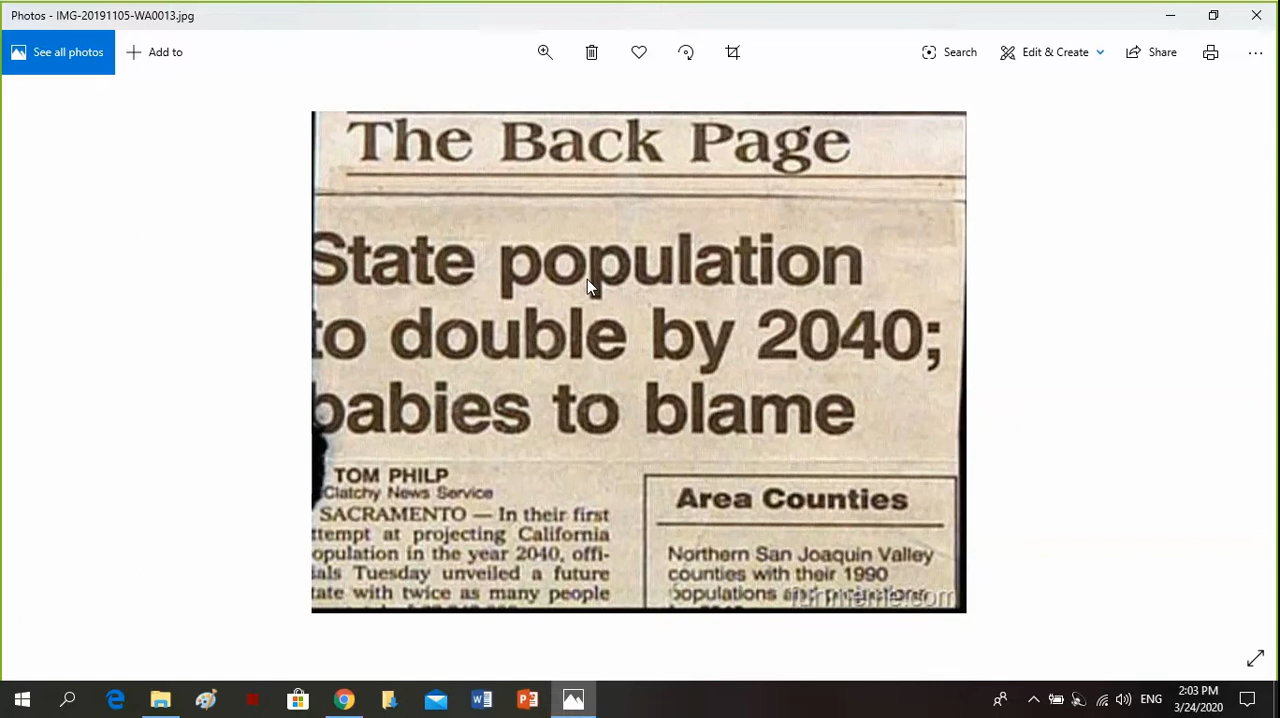 Photos - IMG-20191105-WA0013.jpg
See all photos
Add to
Search
Edit & Create
Share
The Back Page
State population
to double by 2040;
babies to blame
TOM PHILP
Clatchy News Service
SACRAMENTO — In their first
ttempt at projecting California
opulation in the year 2040, offi-
ials Tuesday unveiled a future
tate with twice as many people
Area Counties
Northern San Joaquin Valley
counties with their 1990
populations and
ENG
2:03 PM
3/24/2020